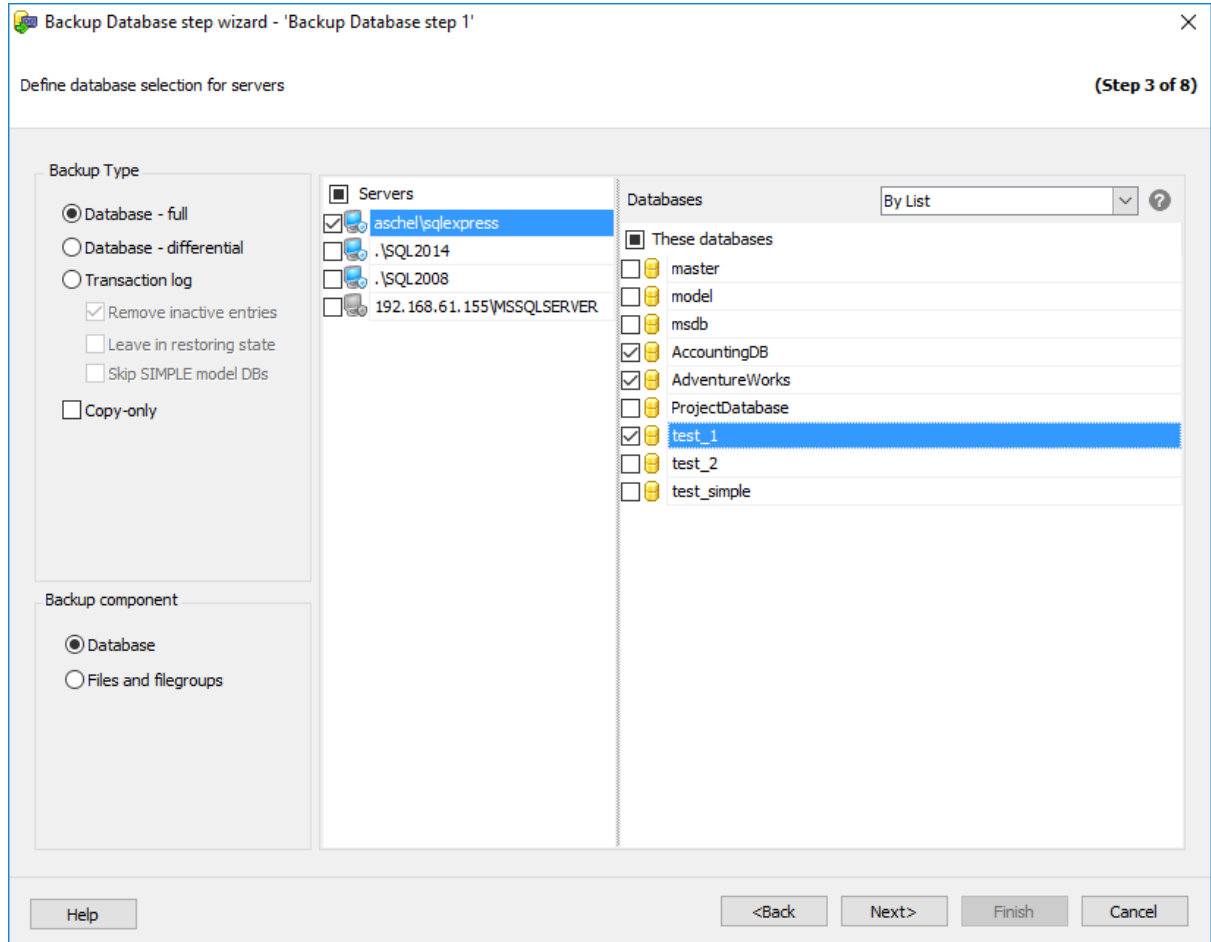 Backup Database step wizard - 'Backup Database step 1'
Define database selection for servers
(Step 3 of 8)
Backup Type
Database - full
Database - differential
Transaction log
Remove inactive entries
Leave in restoring state
Skip SIMPLE model DBs
Copy-only
Backup component
Database
Files and filegroups
Servers
aschel\sqlexpress
.\SQL2014
.\SQL2008
192.168.61.155\MSSQLSERVER
Databases
By List
?
These databases
master
model
msdb
AccountingDB
AdventureWorks
ProjectDatabase
test_1
test_2
test_simple
Help
<Back
Next>
Finish
Cancel